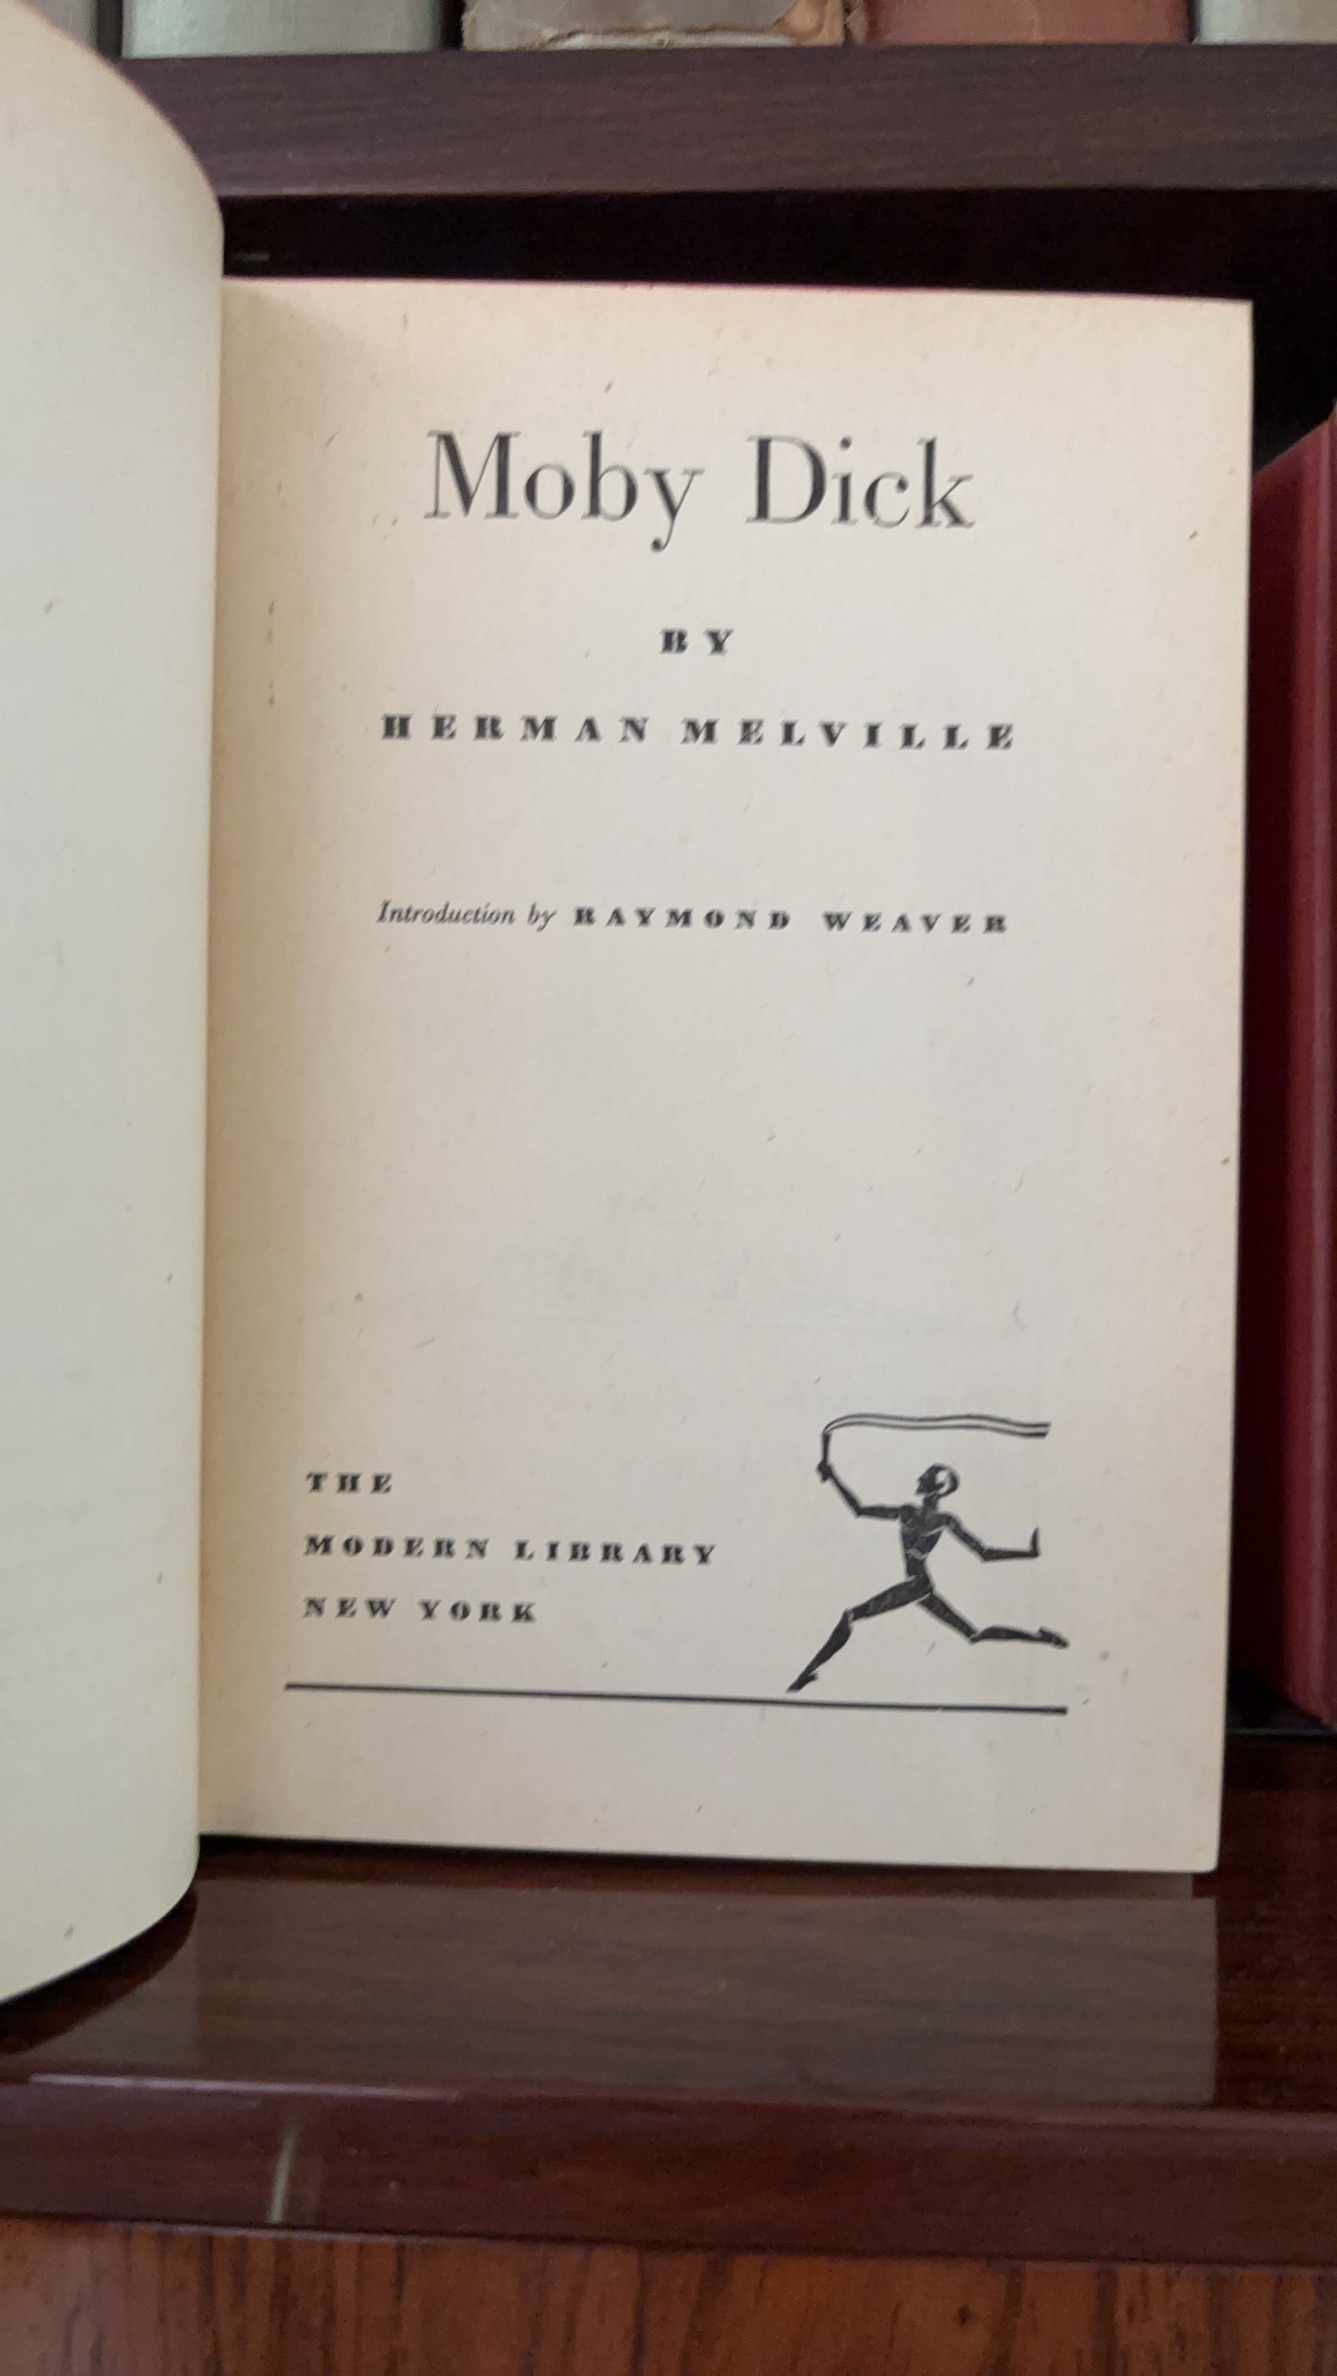 Moby Dick
BY
HERMAN MELVILLE
Introduction by RAYMOND WEAVER
THE
MODERN LIBRARY
NEW YORK